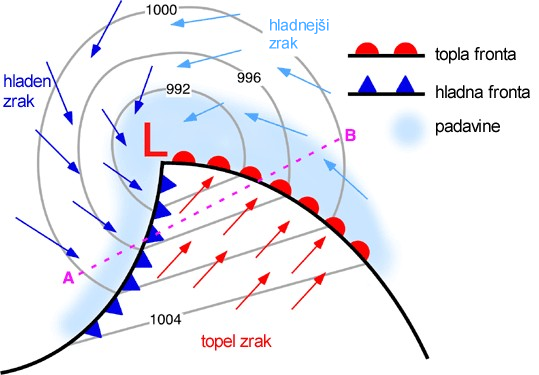 1000
hladnejši
zrak
topla fronta
hladen
zrak
996
992
hladna fronta
padavine
L
B
A
1004
topel zrak